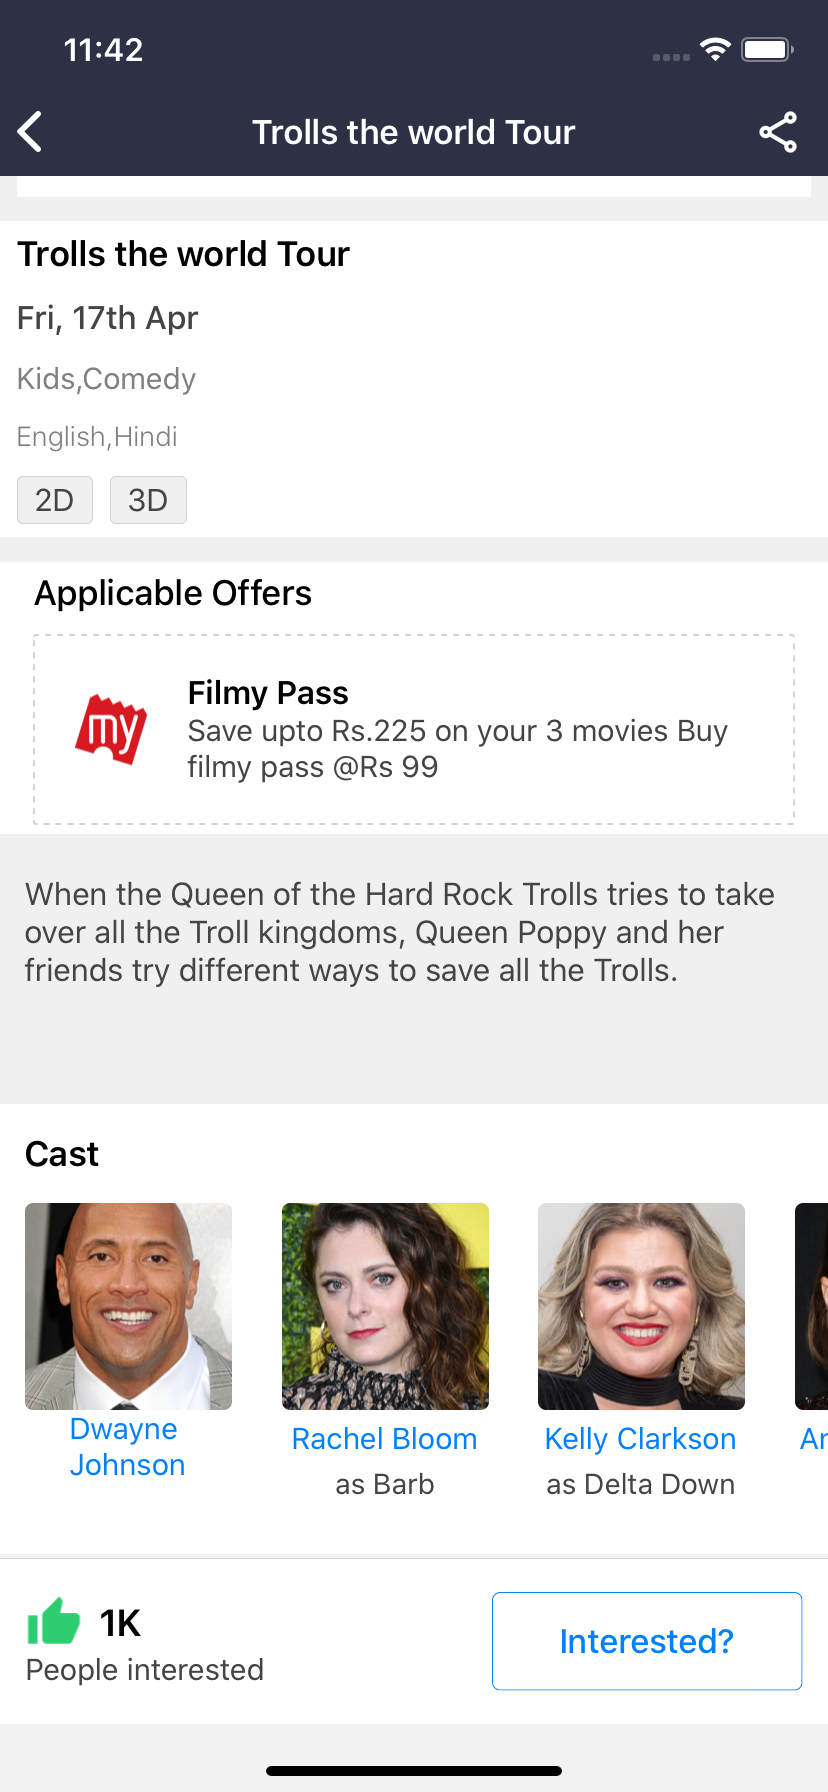 11:42
Trolls the world Tour
Trolls the world Tour
Fri, 17th Apr
Kids,Comedy
English,Hindi
2D 3D
Applicable Offers
my
Filmy Pass
Save upto Rs.225 on your 3 movies Buy
filmy pass @Rs 99
When the Queen of the Hard Rock Trolls tries to take
over all the Troll kingdoms, Queen Poppy and her
friends try different ways to save all the Trolls.
Cast
Dwayne
Johnson
Rachel Bloom
as Barb
Kelly Clarkson
as Delta Down
1K
People interested
Interested?